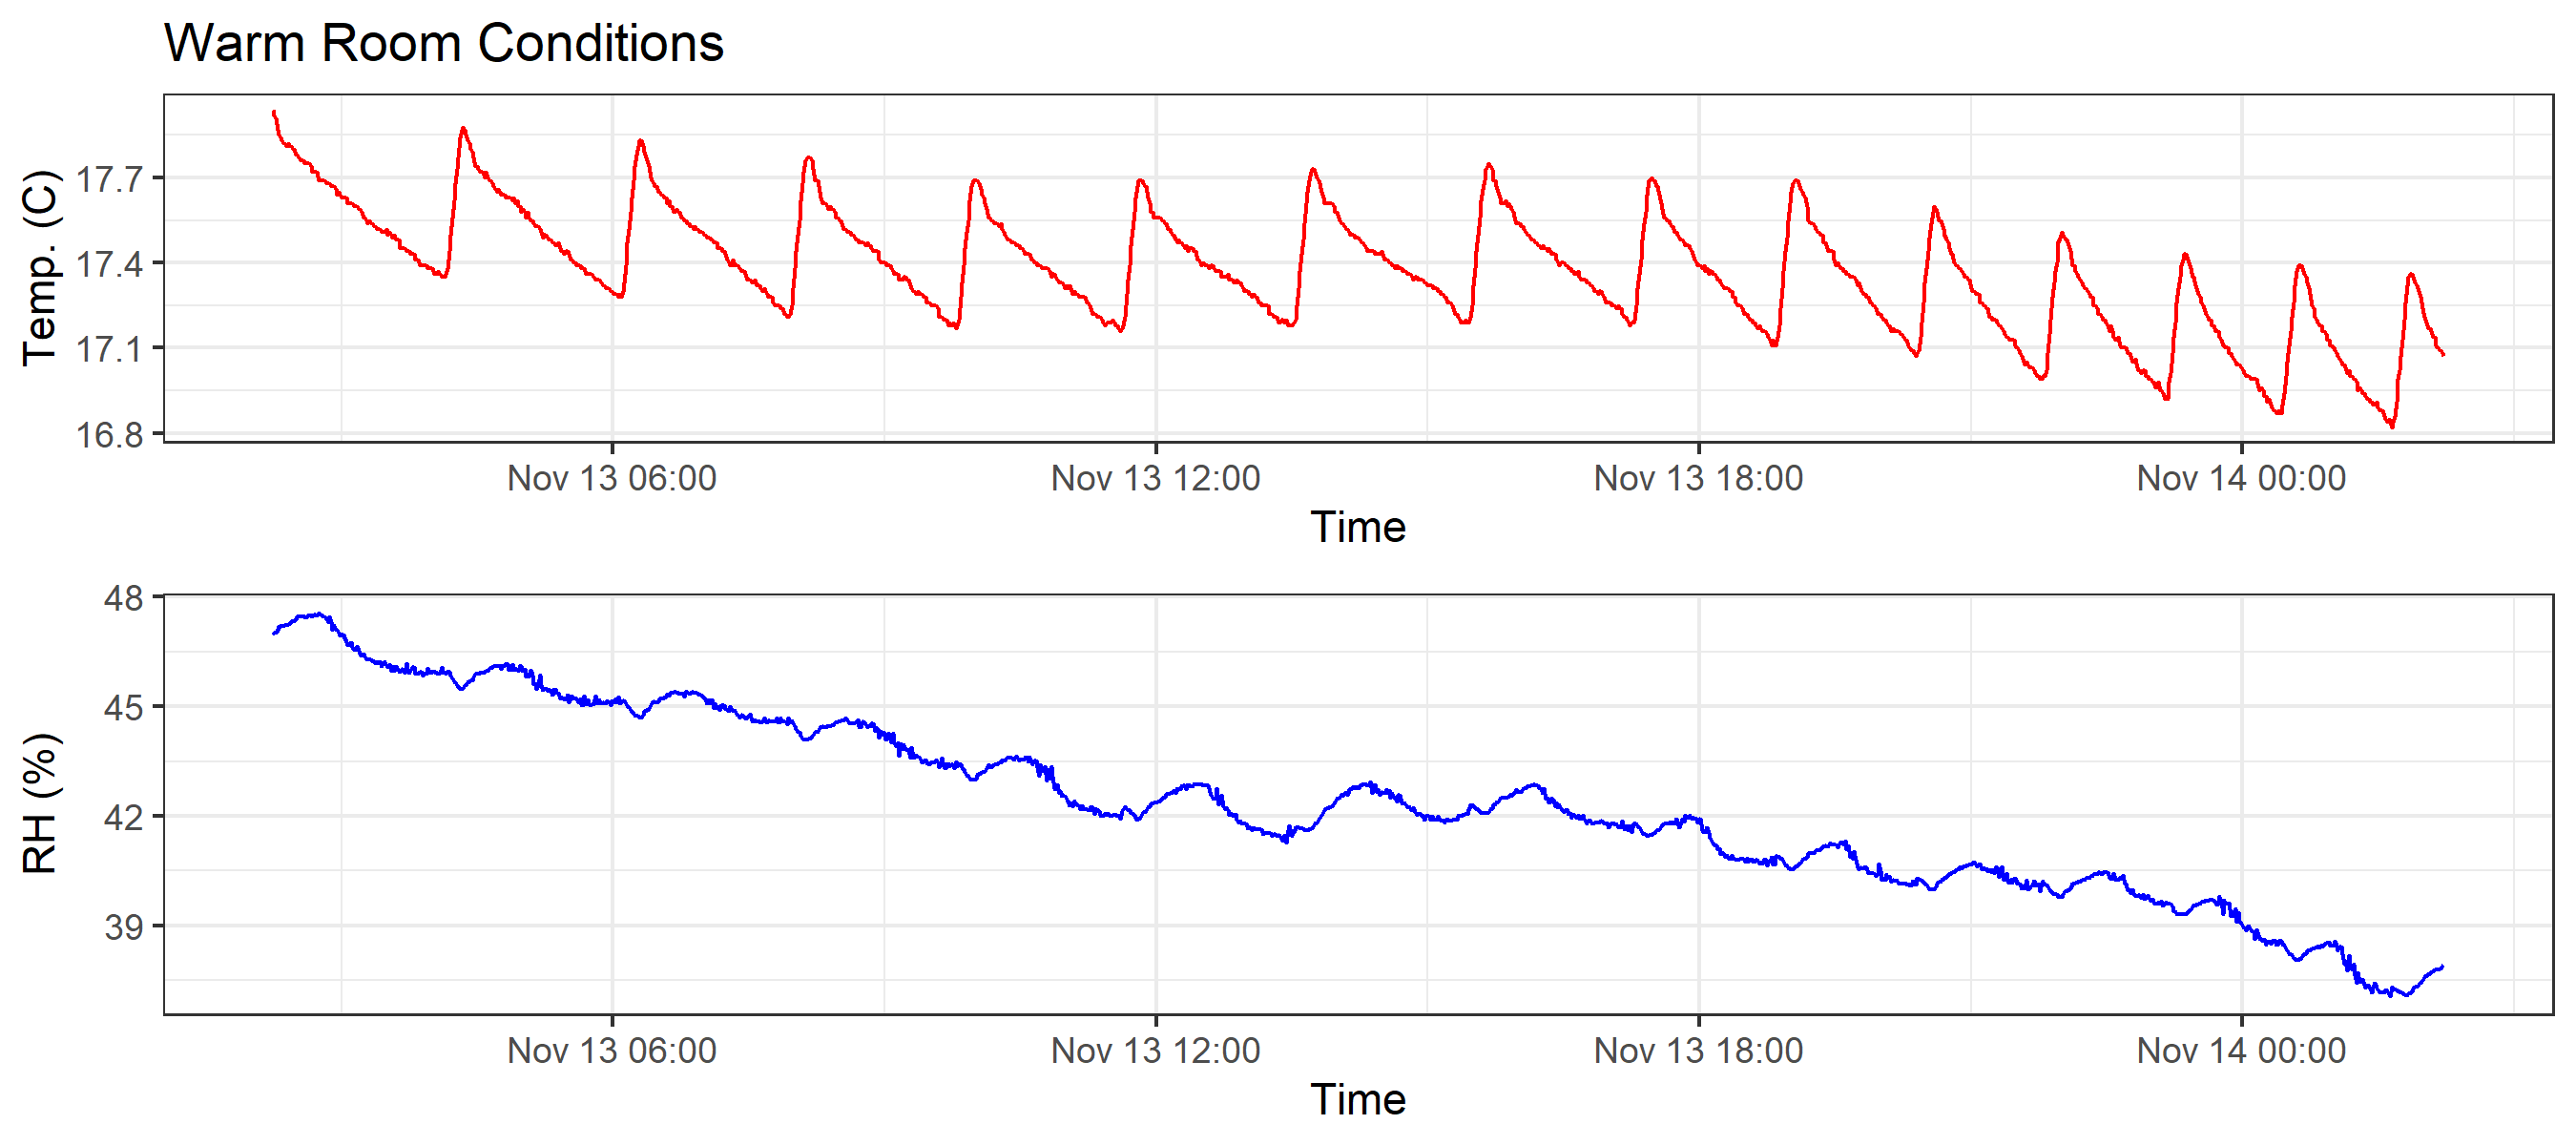 Warm Room Conditions
Temp. (C)
17.7
17.4
17.1
16.8
Nov 13 06:00 Nov 13 12:00 Nov 13 18:00 Nov 14 00:00
Time
RH (%)
48
45
42
39
Nov 13 06:00 Nov 13 12:00 Nov 13 18:00 Nov 14 00:00
Time